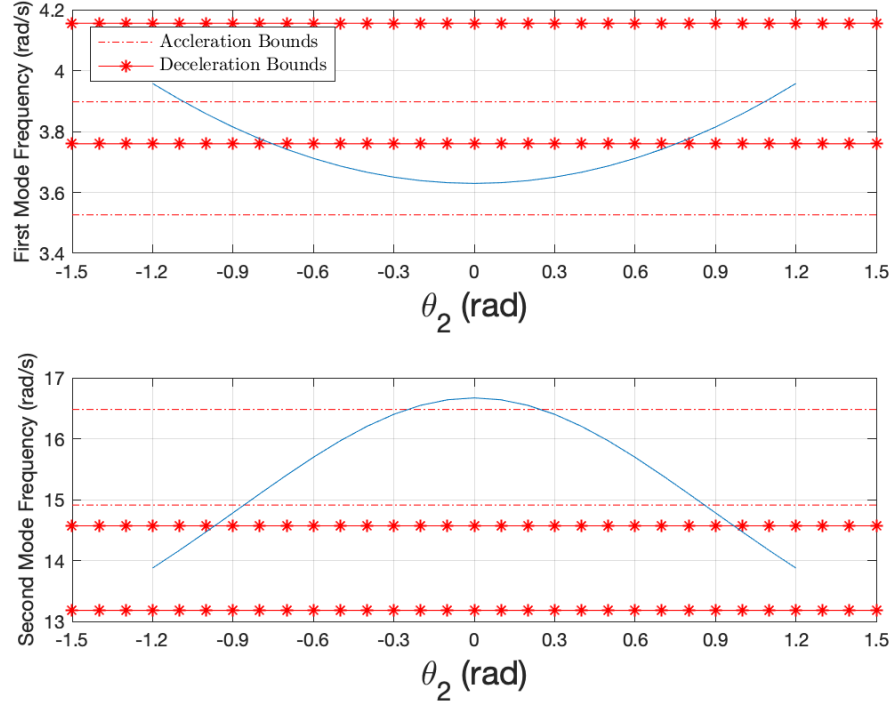 First Mode Frequency (rad/s)
4.2
4
3.8
3.6
3.4
Accleration Bounds
Deceleration Bounds
-1.5 -1.2 -0.9 -0.6 -0.3 0 0.3 0.6 0.9 1.2 1.5
θ2 (rad)
Second Mode Frequency (rad/s)
17
16
15
14
13
-1.5 -1.2 -0.9 -0.6 -0.3 0 0.3 0.6 0.9 1.2 1.5
θ2 (rad)